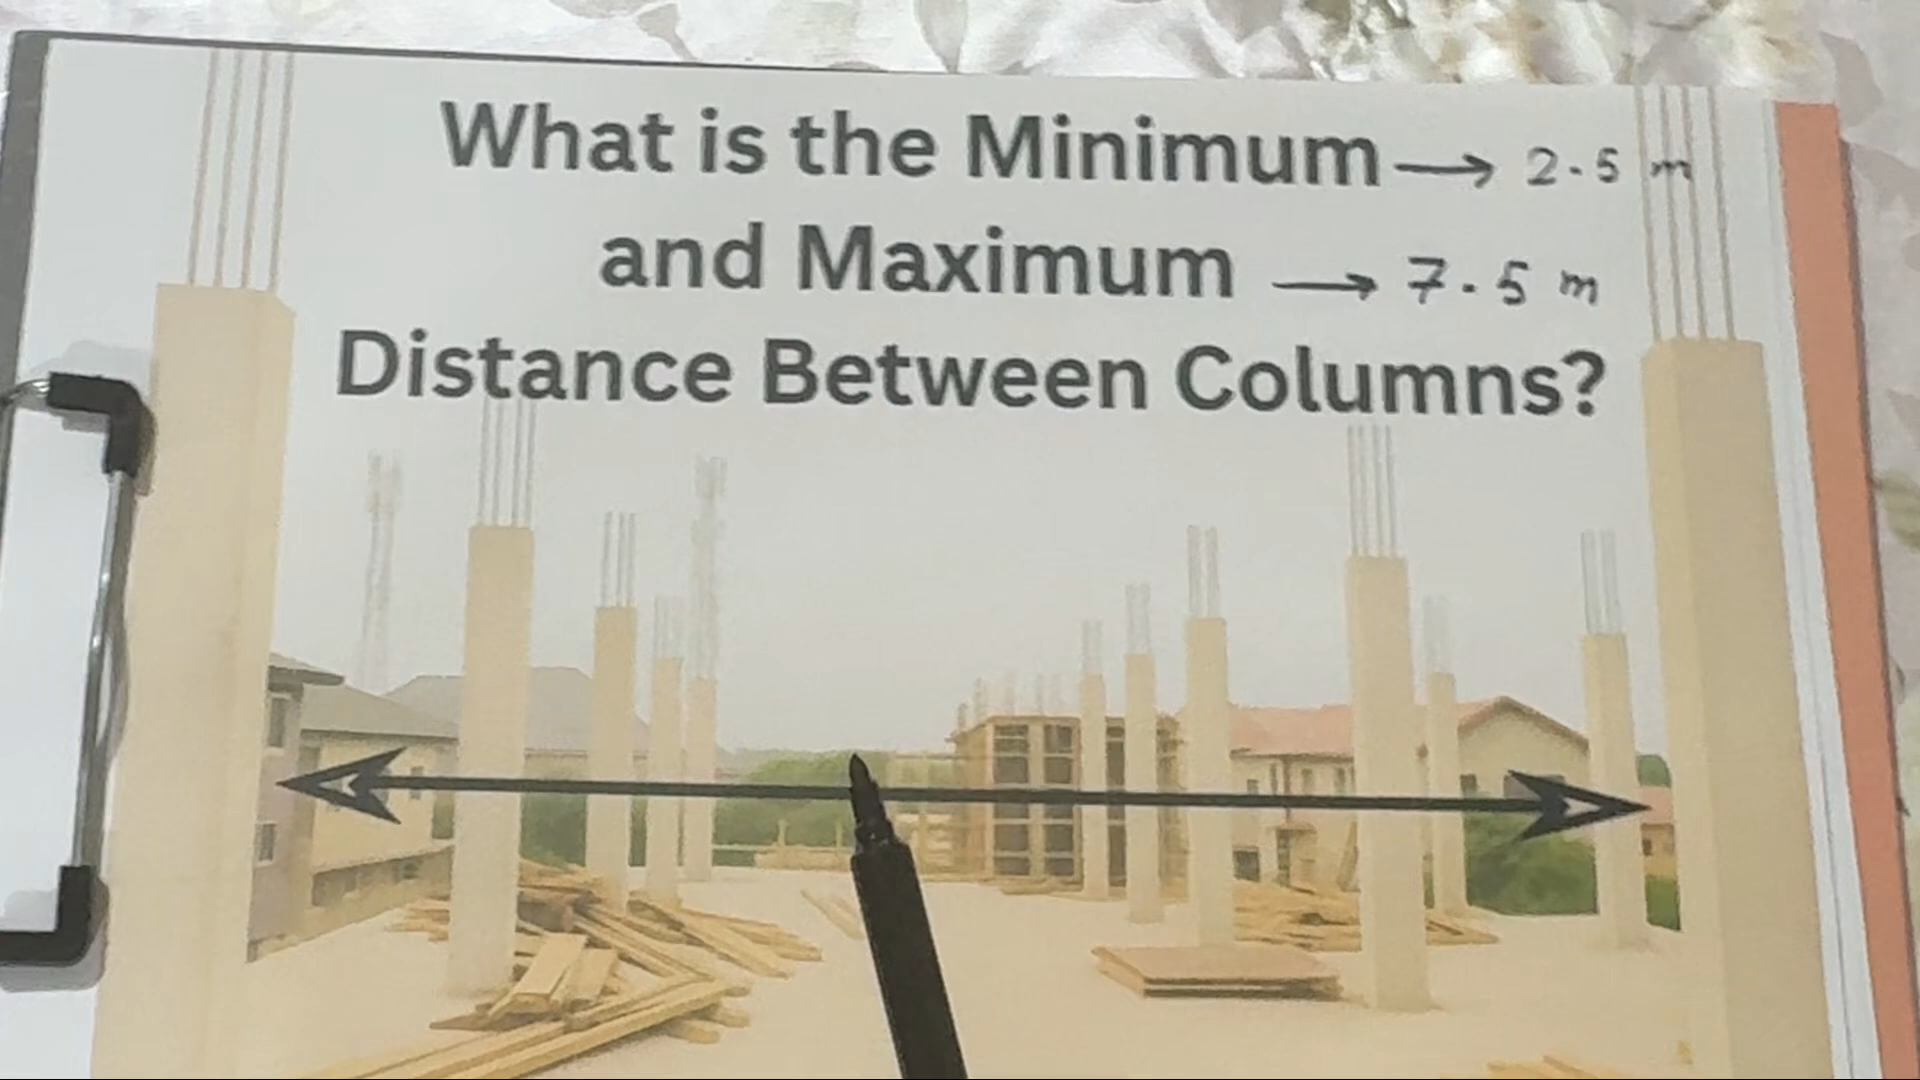 What is the Minimum → 2.5 m
and Maximum → 7.5 m
Distance Between Columns?